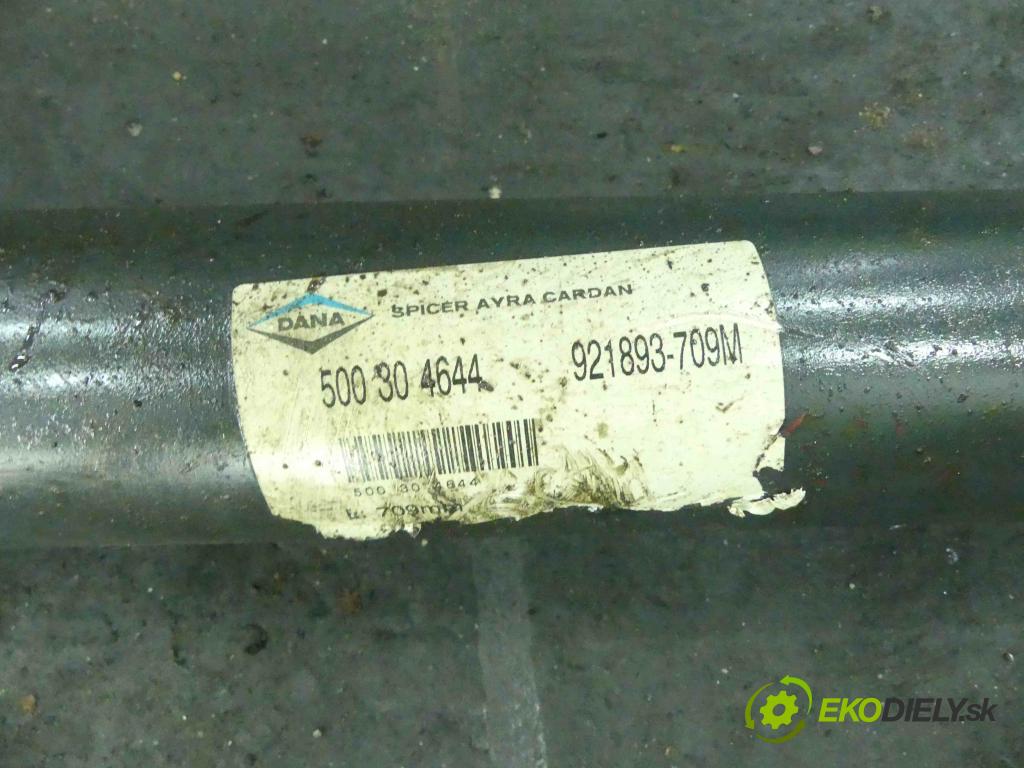 DANA
SPICER AYRA CARDAN
500 30 4644
921893-709M
500 30 4644
709mm
EKODIELY.sk